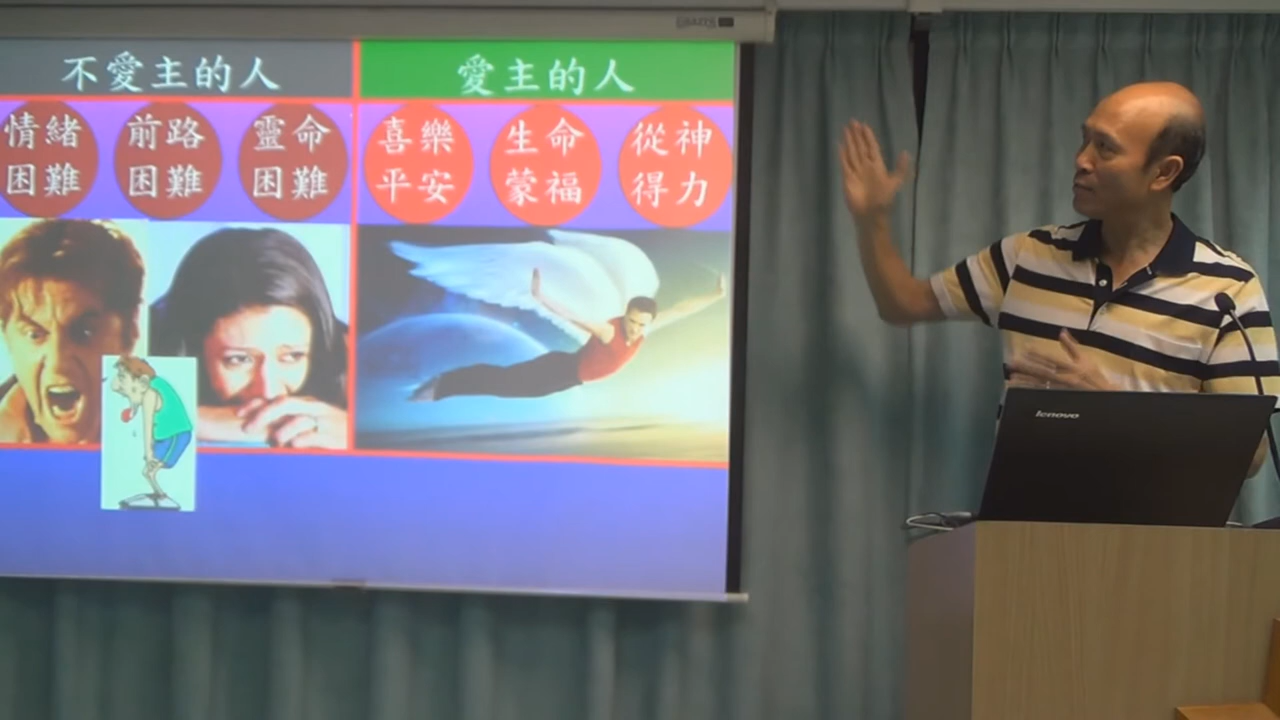 不愛主的人
愛主的人
情緒
困難
前路
困難
靈命
困難
喜樂
平安
生命
蒙福
從神
得力
lenovo